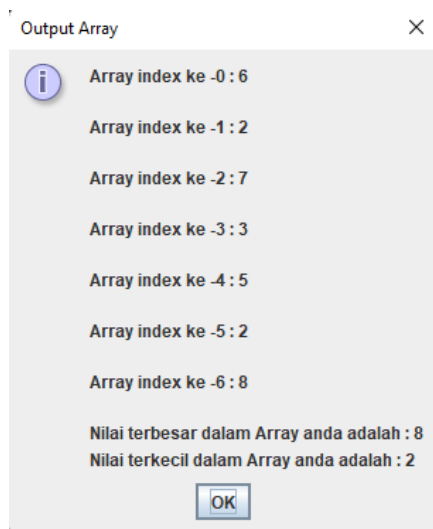 Output Array
Array index ke -0 : 6
Array index ke -1 : 2
Array index ke -2 : 7
Array index ke -3 : 3
Array index ke -4 : 5
Array index ke -5 : 2
Array index ke -6 : 8
Nilai terbesar dalam Array anda adalah : 8
Nilai terkecil dalam Array anda adalah : 2
OK